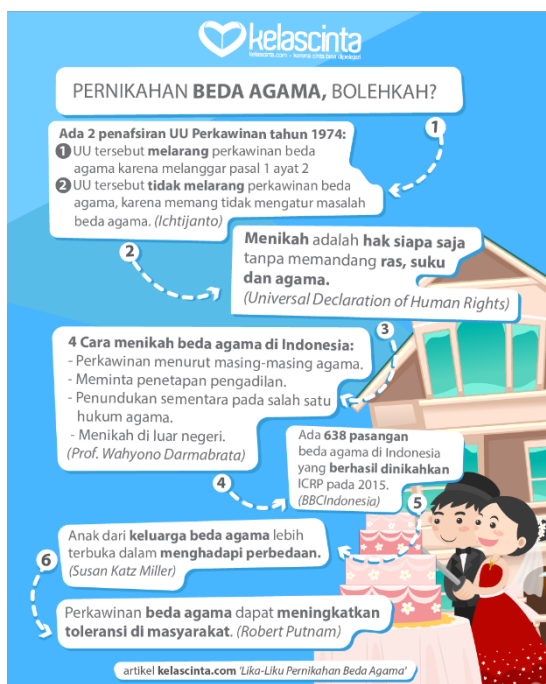 kelascinta
kelascinta.com - karena cinta bisa dipelajari
PERNIKAHAN BEDA AGAMA, BOLEHKAH?
1
Ada 2 penafsiran UU Perkawinan tahun 1974:
1 UU tersebut melarang perkawinan beda
agama karena melanggar pasal 1 ayat 2
2 UU tersebut tidak melarang perkawinan beda
agama, karena memang tidak mengatur masalah
beda agama. (Ichtijanto)
2
Menikah adalah hak siapa saja
tanpa memandang ras, suku
dan agama.
(Universal Declaration of Human Rights)
3
4 Cara menikah beda agama di Indonesia:
- Perkawinan menurut masing-masing agama.
- Meminta penetapan pengadilan.
- Penundukan sementara pada salah satu
hukum agama.
- Menikah di luar negeri.
(Prof. Wahyono Darmabrata)
4
Ada 638 pasangan
beda agama di Indonesia
yang berhasil dinikahkan
ICRP pada 2015.
(BBCIndonesia)
5
Anak dari keluarga beda agama lebih
terbuka dalam menghadapi perbedaan.
(Susan Katz Miller)
6
Perkawinan beda agama dapat meningkatkan
toleransi di masyarakat. (Robert Putnam)
artikel kelascinta.com 'Lika-Liku Pernikahan Beda Agama'